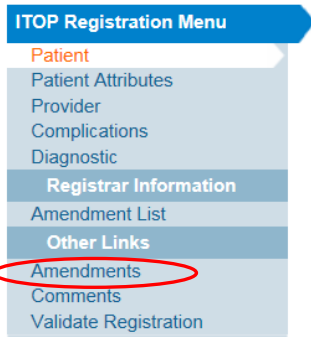 ITOP Registration Menu
Patient
Patient Attributes
Provider
Complications
Diagnostic
Registrar Information
Amendment List
Other Links
Amendments
Comments
Validate Registration